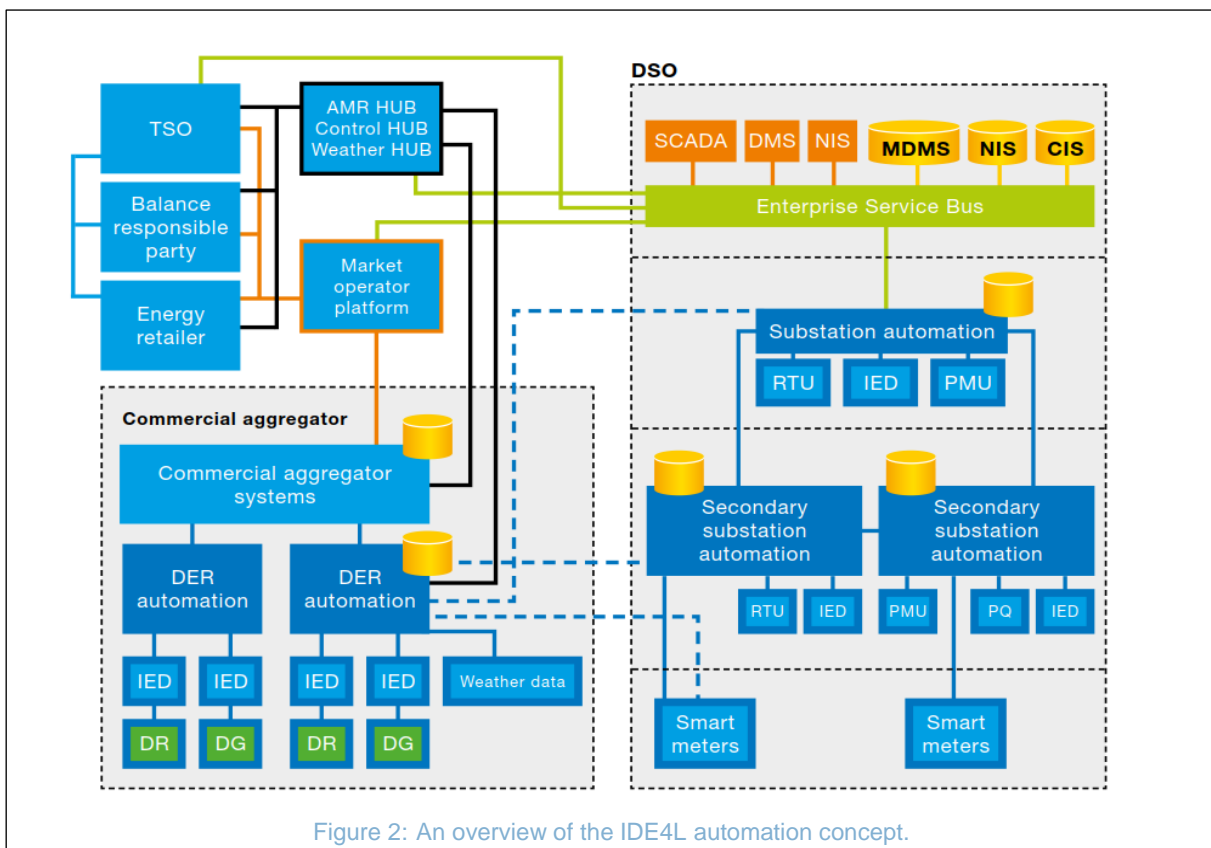 DSO
TSO
AMR HUB
Control HUB
Weather HUB
SCADA
DMS
NIS
MDMS
NIS
CIS
Balance
responsible
party
Enterprise Service Bus
Market
operator
platform
Energy
retailer
Substation automation
RTU
IED
PMU
Commercial aggregator
Commercial aggregator
systems
Secondary
substation
automation
Secondary
substation
automation
DER
automation
DER
automation
RTU
IED
PMU
PQ
IED
IED
IED
IED
IED
Weather data
DR
DG
DR
DG
Smart
meters
Smart
meters
Figure 2: An overview of the IDE4L automation concept.